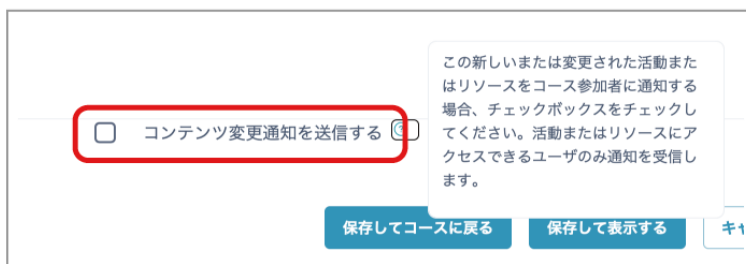 この新しいまたは変更された活動また
はリソースをコース参加者に通知する
場合、チェックボックスをチェックし
てください。活動またはリソースにア
クセスできるユーザのみ通知を受信し
ます。
コンテンツ変更通知を送信する
保存してコースに戻る
保存して表示する
キャ